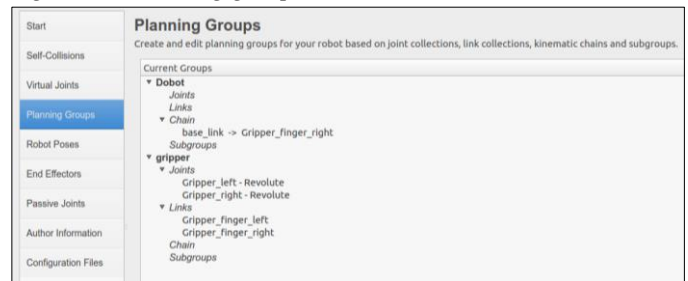 Start
Self-Collisions
Virtual Joints
Planning Groups
Robot Poses
End Effectors
Passive Joints
Author Information
Configuration Files
Planning Groups
Create and edit planning groups for your robot based on joint collections, link collections, kinematic chains and subgroups.
Current Groups
Dobot
Joints
Links
Chain
base_link -> Gripper_finger_right
Subgroups
gripper
Joints
Gripper_left - Revolute
Gripper_right - Revolute
Links
Gripper_finger_left
Gripper_finger_right
Chain
Subgroups